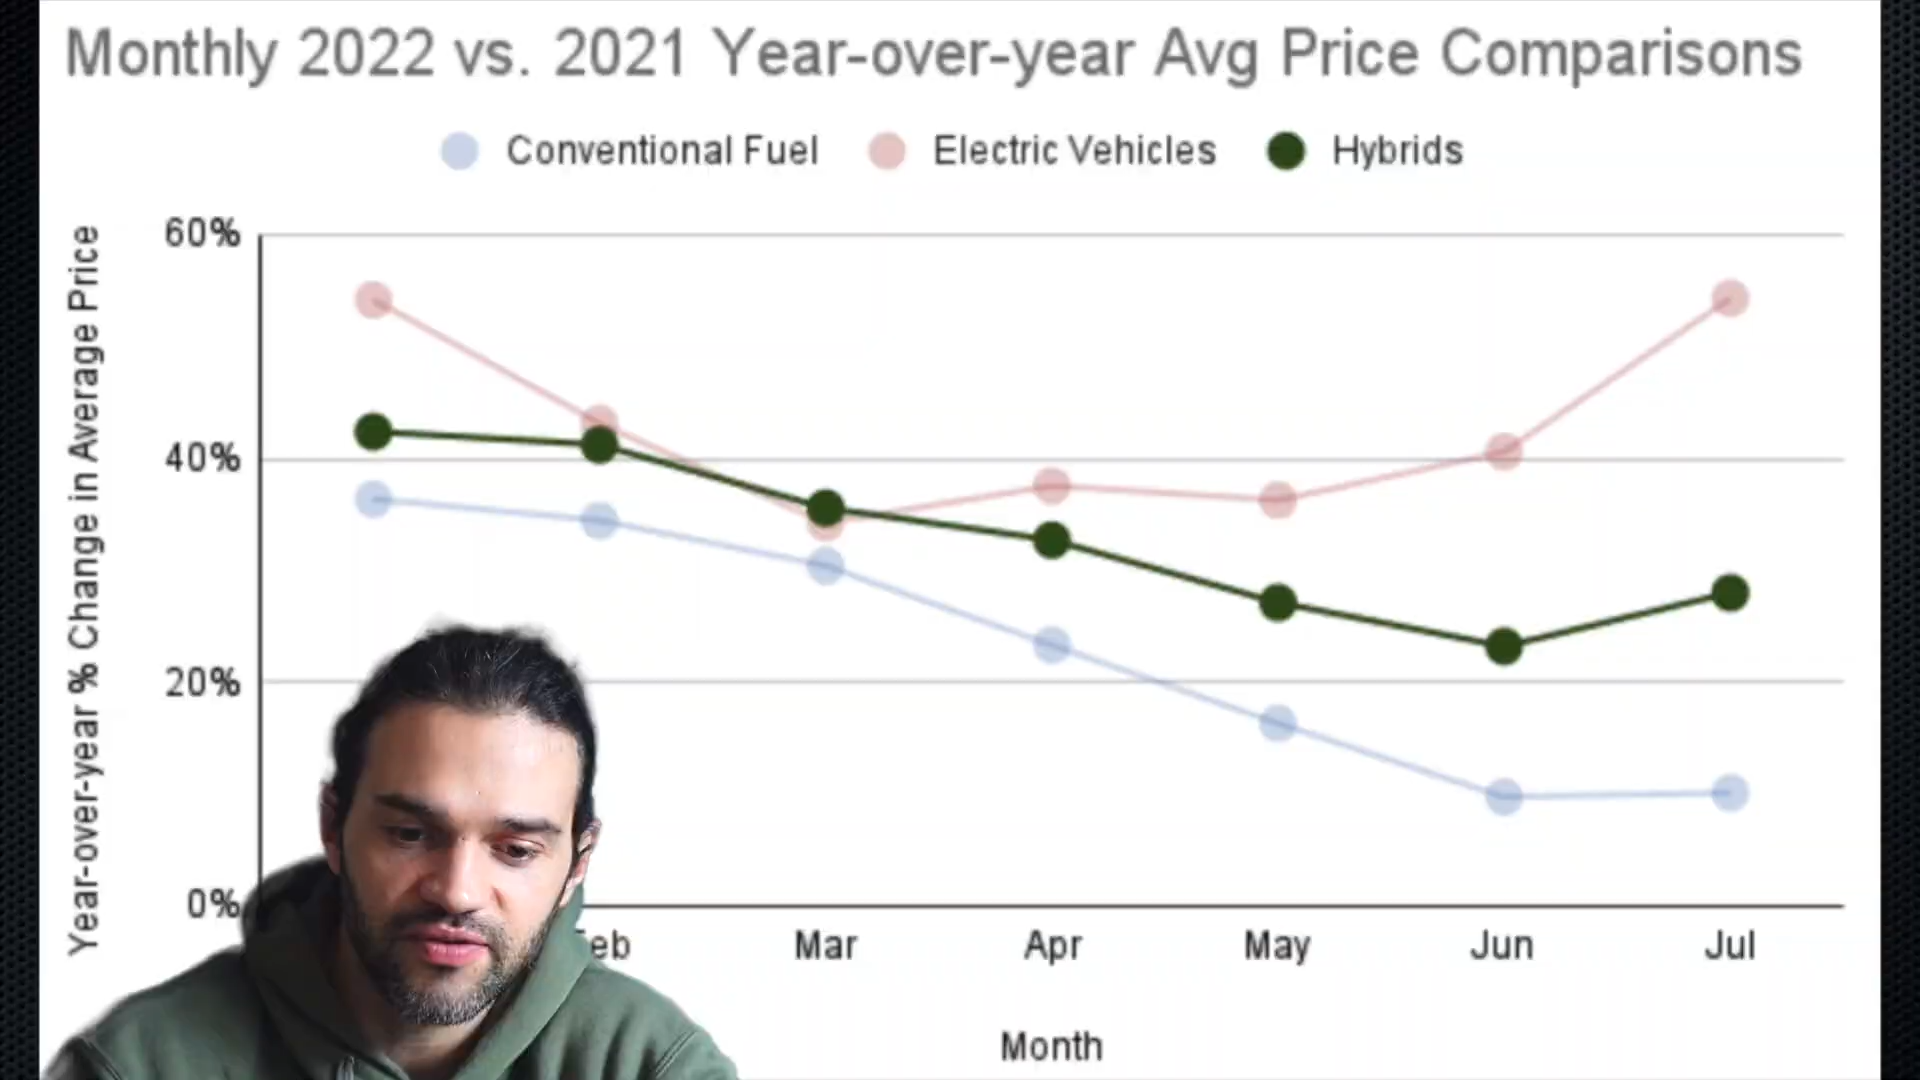 Monthly 2022 vs. 2021 Year-over-year Avg Price Comparisons
Conventional Fuel Electric Vehicles Hybrids
Year-over-year % Change in Average Price
60%
40%
20%
0%
Feb Mar Apr May Jun Jul
Month